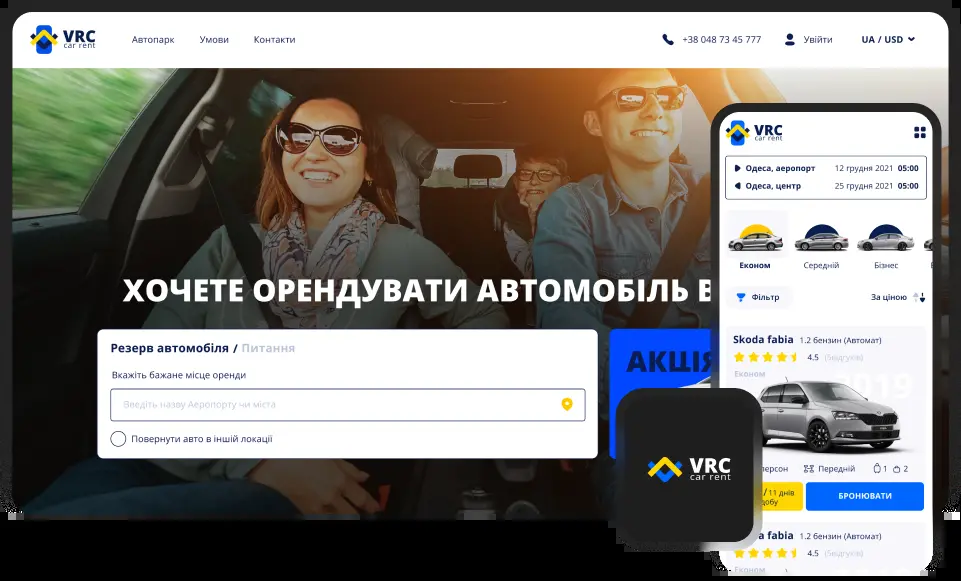 VRC
car rent
Автопарк
Умови
Контакти
+38 048 73 45 777
Увійти
UA / USD
ХОЧЕТЕ ОРЕНДУВАТИ АВТОМОБІЛЬ В
Резерв автомобіля / Питання
Вкажіть бажане місце оренди
Введіть назву Аеропорту чи міста
Повернути авто в іншій локації
АКЦІЯ
VRC
car rent
VRC
car rent
Одеса, аеропорт 12 грудня 2021 05:00
Одеса, центр 25 грудня 2021 05:00
Економ
Середній
Бізнес
Фільтр
За ціною
Skoda fabia 1.2 бензин (Автомат)
4.5
Економ
2019
персон
Передній
1
2
/ 11 днів
добу
БРОНЮВАТИ
a fabia 1.2 бензин (Автомат)
4.5
Економ